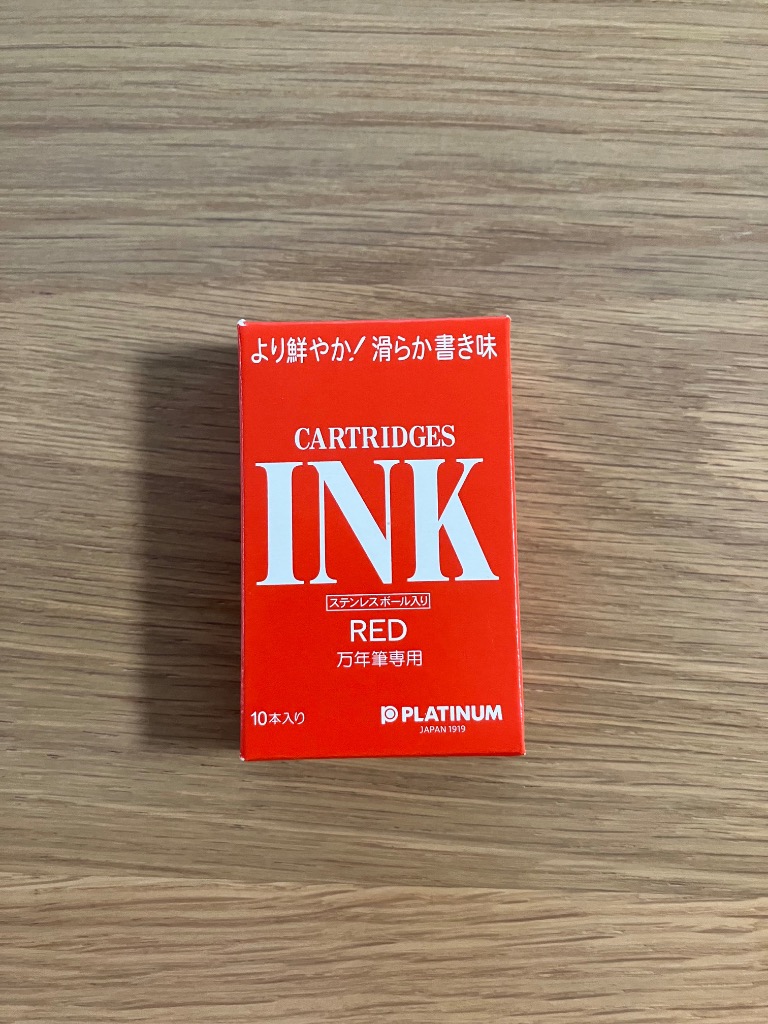 より鮮やか! 滑らか書き味
CARTRIDGES
INK
ステンレスボール入り
RED
万年筆専用
10本入り
PLATINUM
JAPAN 1919